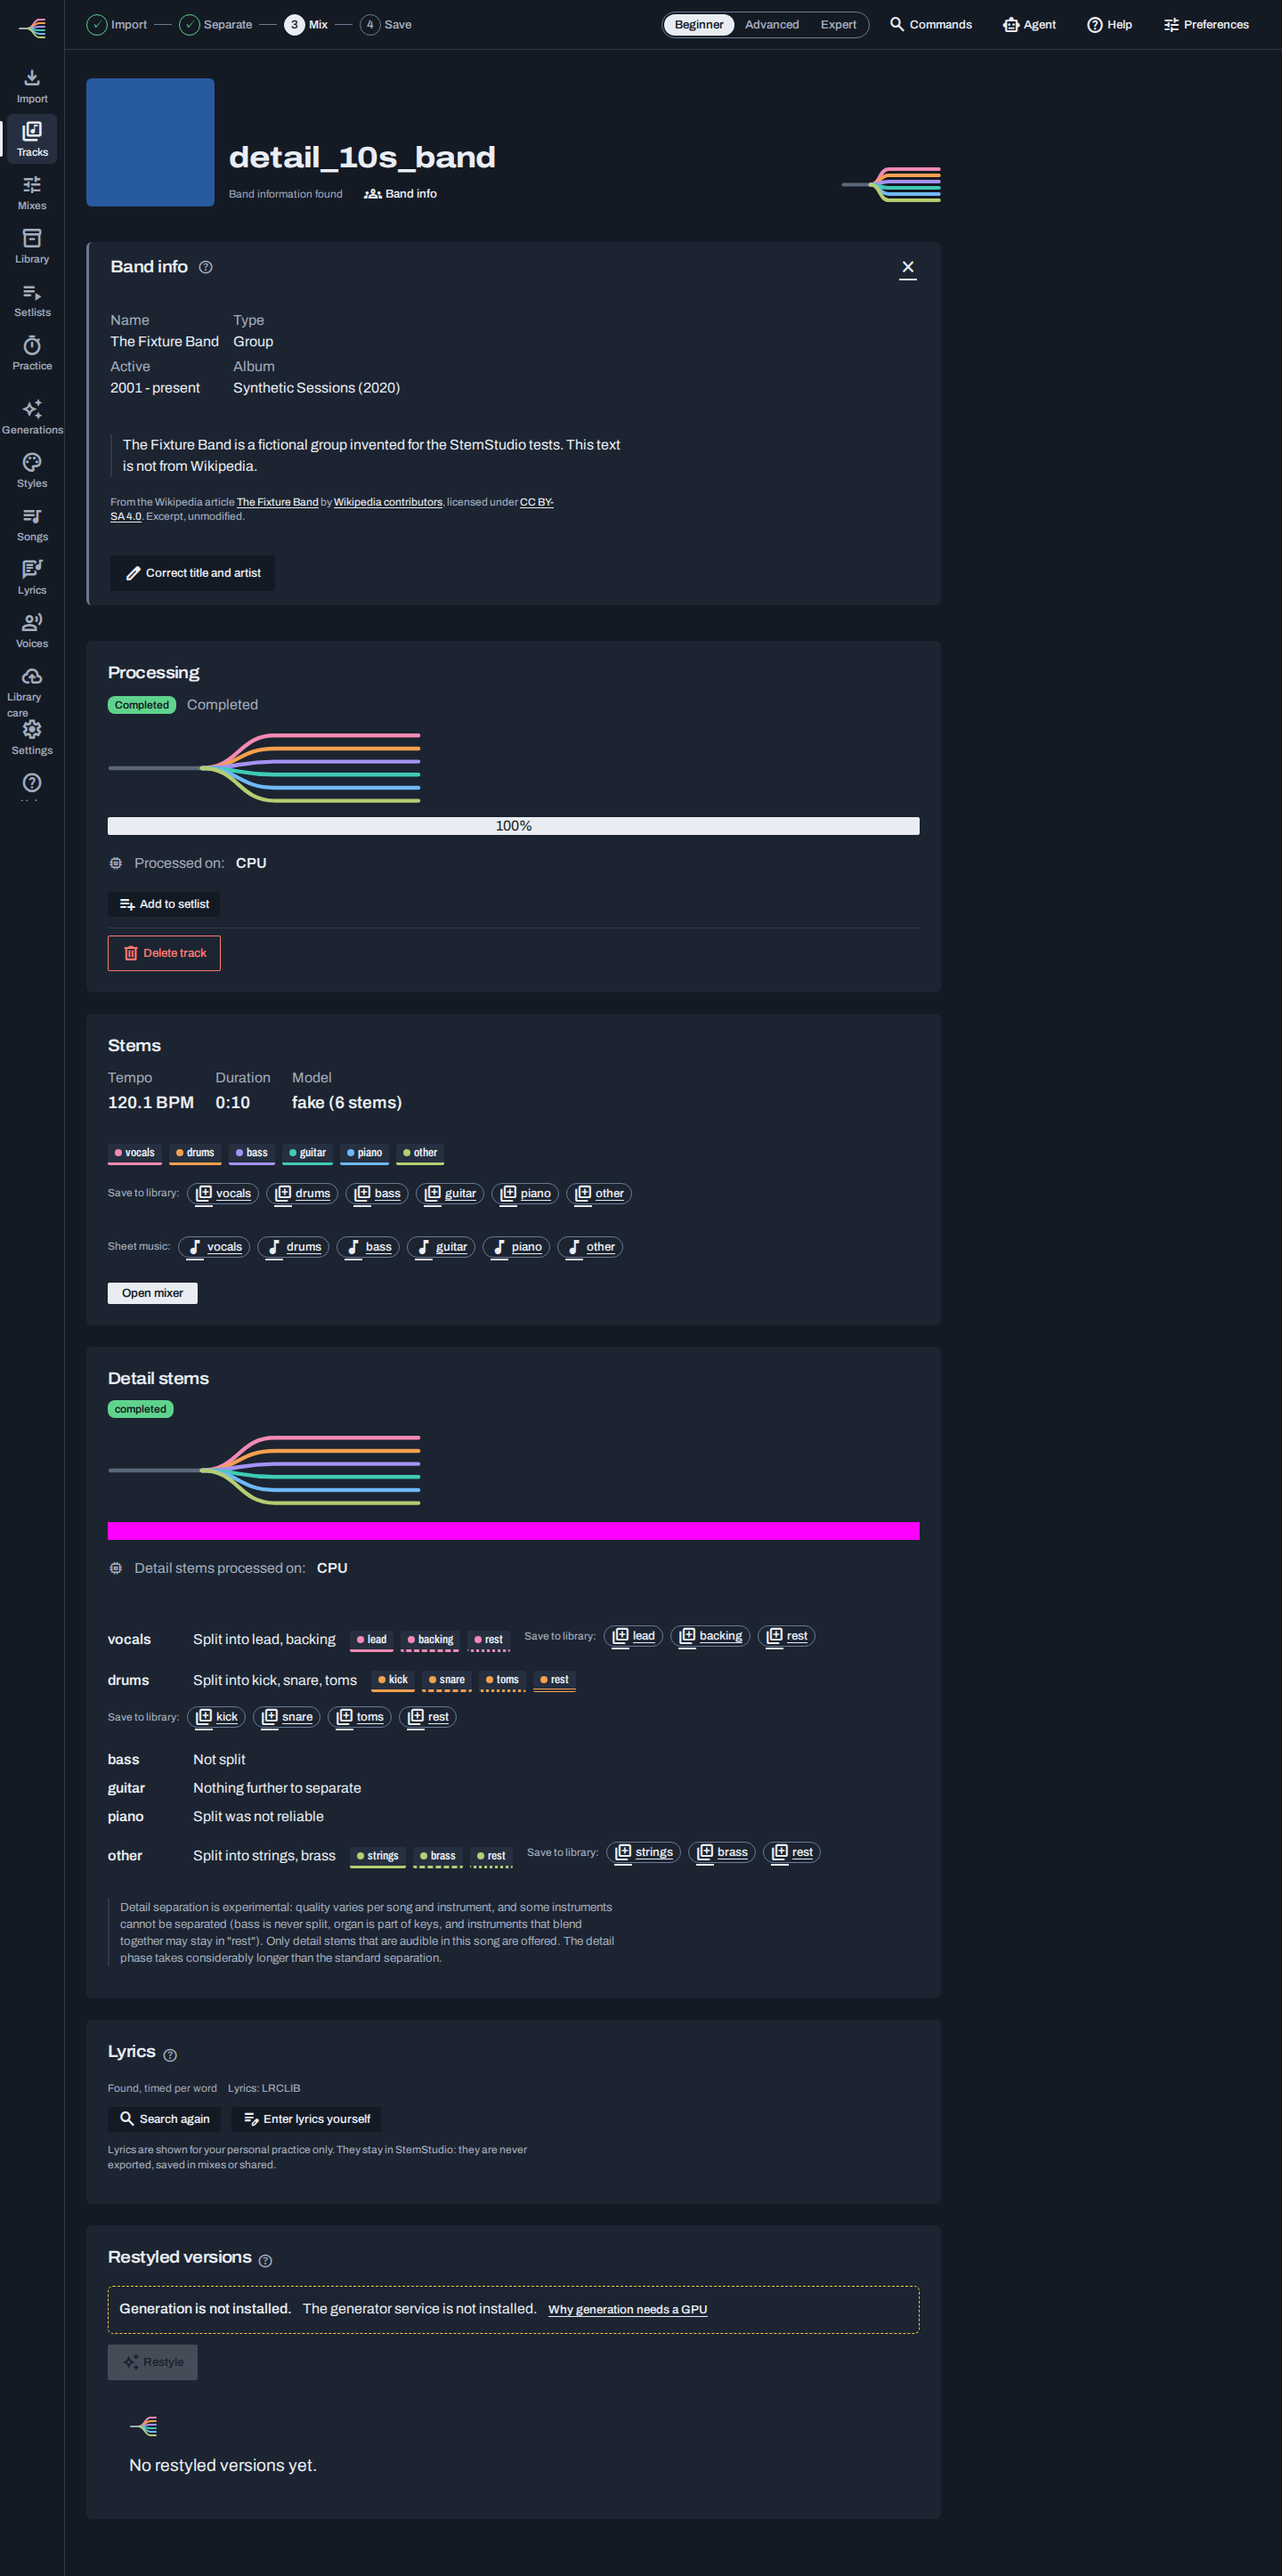 Import Separate 3 Mix 4 Save Beginner Advanced Expert Commands Agent Help Preferences
Import
Tracks
Mixes
Library
Setlists
Practice
Generations
Styles
Songs
Lyrics
Voices
Library
care
Settings
detail_10s_band
Band information found Band info
Band info
Name Type
The Fixture Band Group
Active Album
2001 - present Synthetic Sessions (2020)
The Fixture Band is a fictional group invented for the StemStudio tests. This text
is not from Wikipedia.
From the Wikipedia article The Fixture Band by Wikipedia contributors, licensed under CC BY-
SA 4.0. Excerpt, unmodified.
Correct title and artist
Processing
Completed Completed
100%
Processed on: CPU
Add to setlist
Delete track
Stems
Tempo Duration Model
120.1 BPM 0:10 fake (6 stems)
vocals drums bass guitar piano other
Save to library: vocals drums bass guitar piano other
Sheet music: vocals drums bass guitar piano other
Open mixer
Detail stems
completed
Detail stems processed on: CPU
vocals Split into lead, backing lead backing rest Save to library: lead backing rest
drums Split into kick, snare, toms kick snare toms rest
Save to library: kick snare toms rest
bass Not split
guitar Nothing further to separate
piano Split was not reliable
other Split into strings, brass strings brass rest Save to library: strings brass rest
Detail separation is experimental: quality varies per song and instrument, and some instruments
cannot be separated (bass is never split, organ is part of keys, and instruments that blend
together may stay in "rest"). Only detail stems that are audible in this song are offered. The detail
phase takes considerably longer than the standard separation.
Lyrics
Found, timed per word Lyrics: LRCLIB
Search again Enter lyrics yourself
Lyrics are shown for your personal practice only. They stay in StemStudio: they are never
exported, saved in mixes or shared.
Restyled versions
Generation is not installed. The generator service is not installed. Why generation needs a GPU
Restyle
No restyled versions yet.